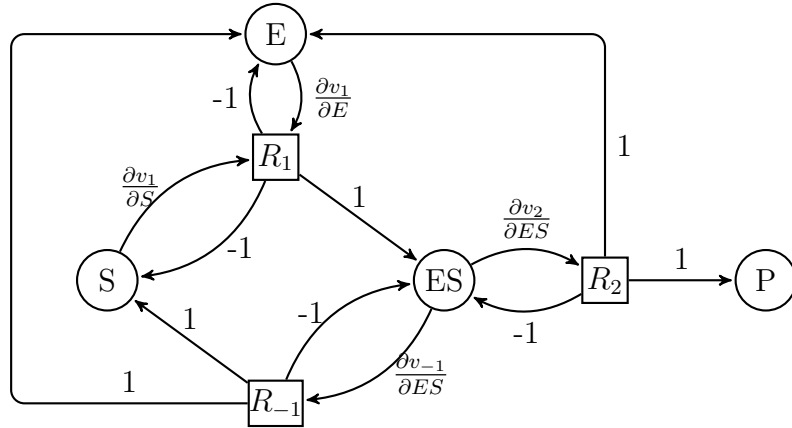 E
-1
∂v₁/∂E
R₁
1
∂v₁/∂S
1
-1
∂v₂/∂ES
S
ES
R₂
1
P
-1
-1
1
∂v₋₁/∂ES
1
R₋₁